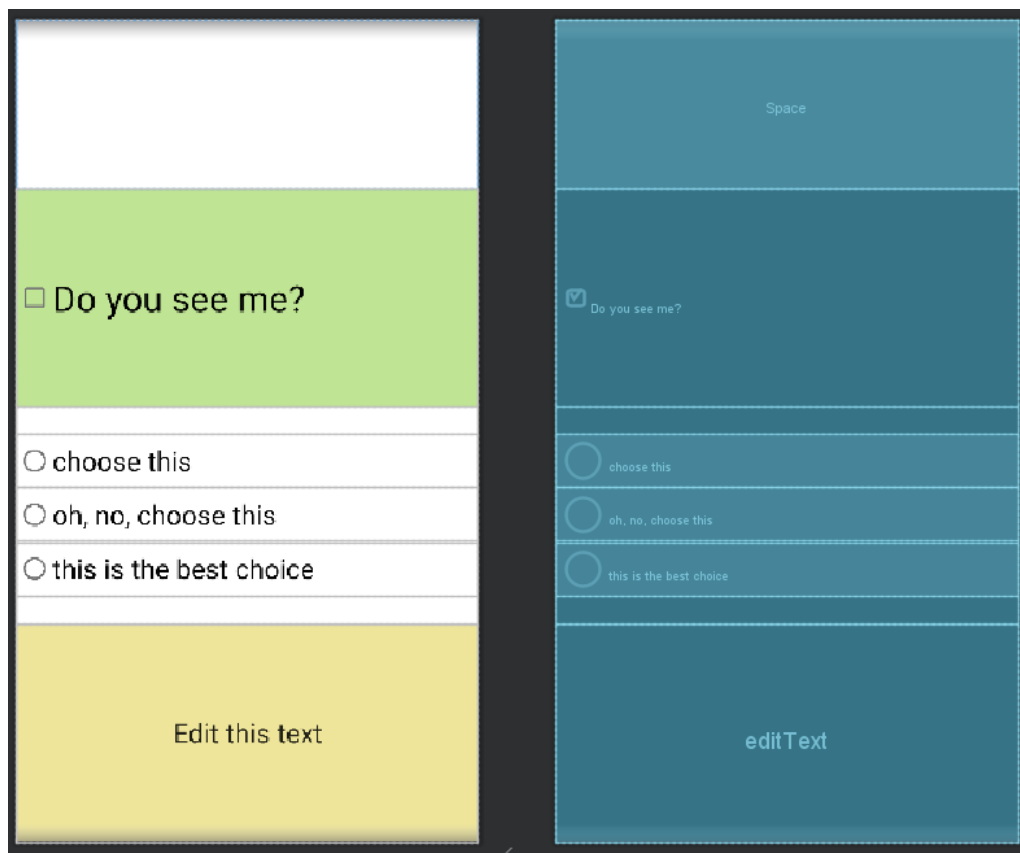 Do you see me?
choose this
oh, no, choose this
this is the best choice
Edit this text
Space
Do you see me?
choose this
oh, no, choose this
this is the best choice
editText